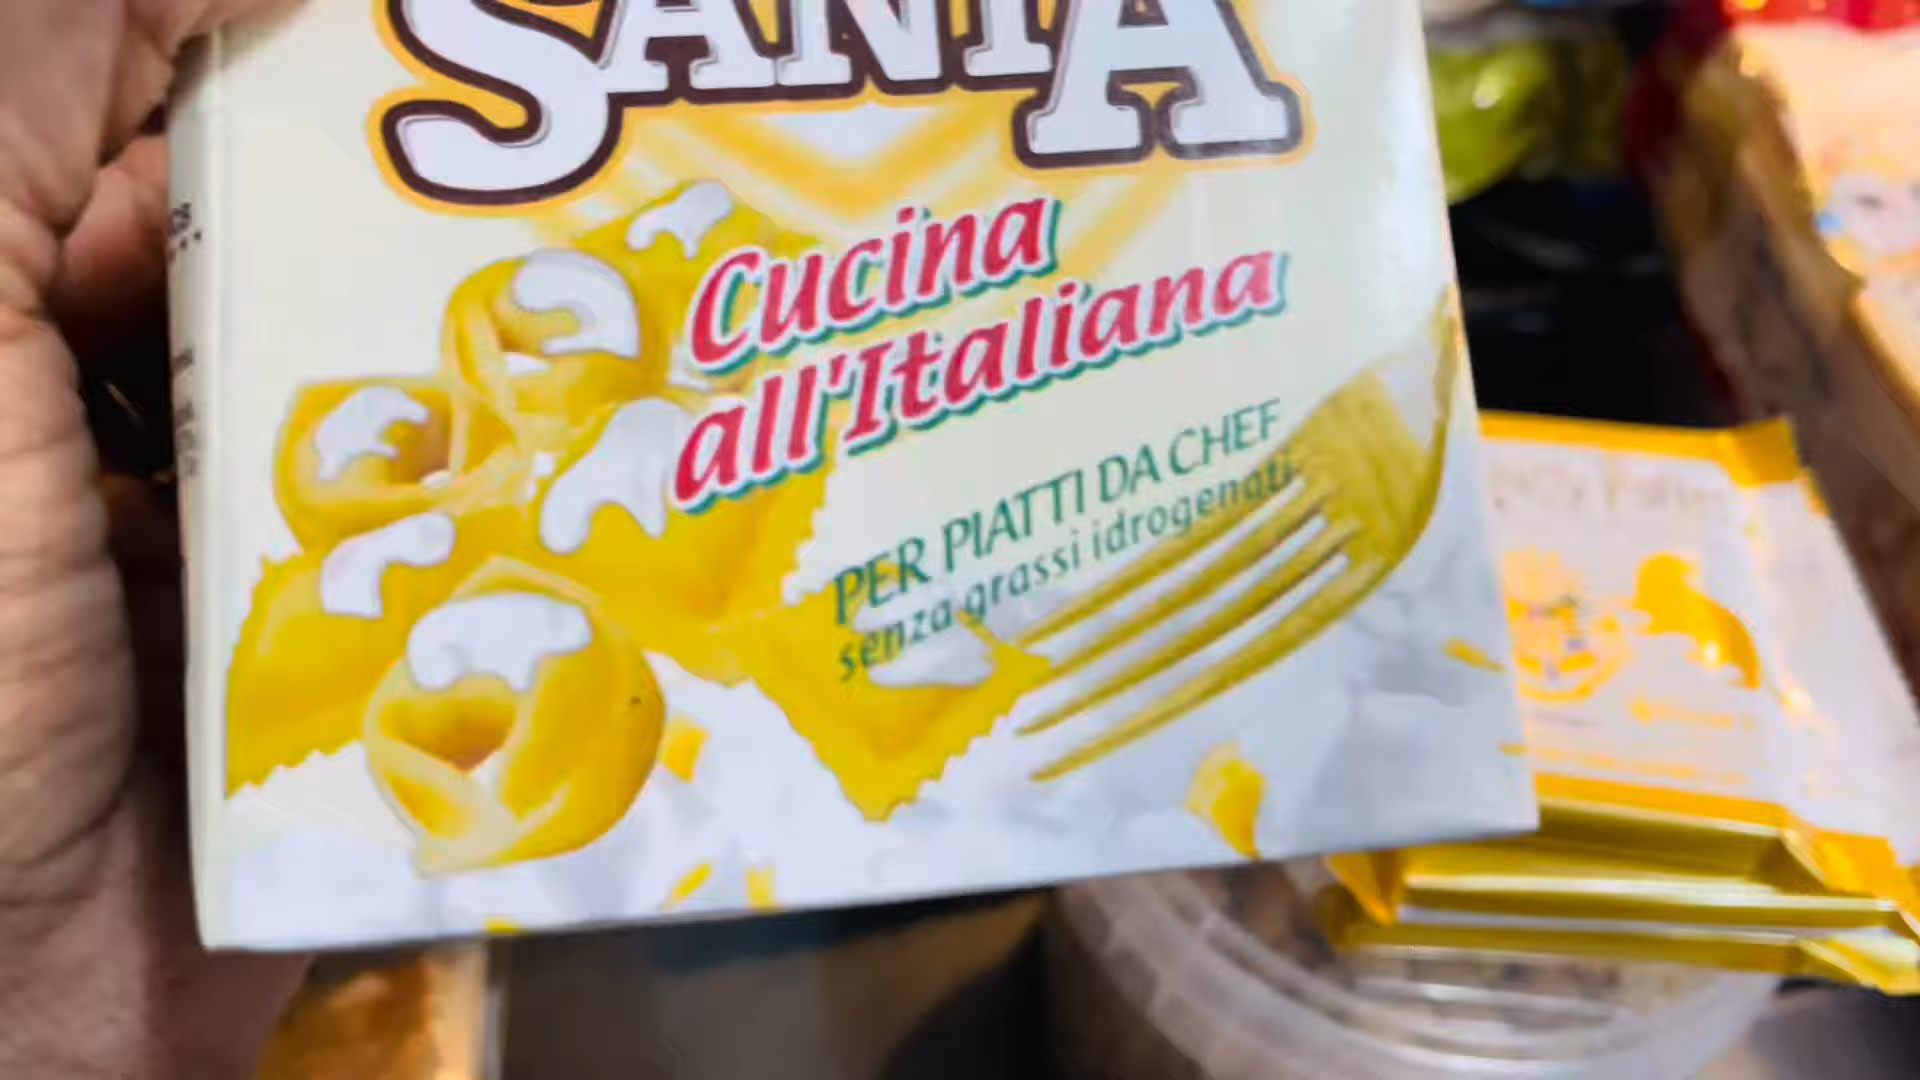 SANTA
Cucina
all'Italiana
PER PIATTI DA CHEF
senza grassi idrogenati